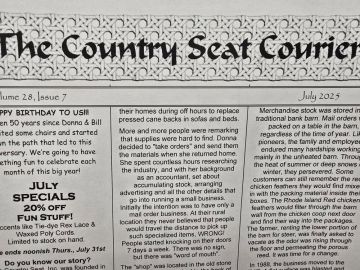 The Country Seat Courier
lume 28, Issue 7
July 2025
PPY BIRTHDAY TO US!!!
een 50 years since Donna & Bill
ited some chairs and started
n the path that led to this
versary. We're going to have
ething fun to celebrate each
month of this big year!
JULY
SPECIALS
20% OFF
FUN STUFF!
ccents like Tie-dye Rex Lace &
Waxed Poly Cords
Limited to stock on hand.
e ends noonish Thurs., July 31st
Do you know our story?
Country Seat, Inc. was founded in
their homes during off hours to replace
pressed cane backs in sofas and beds.
More and more people were remarking
that supplies were hard to find. Donna
decided to "take orders" and send them
the materials when she returned home.
She spent countless hours researching
the industry, and with her background
as an accountant, set about
accumulating stock, arranging
advertising and all the other details that
go into running a small business.
Initially the intention was to have only a
mail order business. At their rural
location they never believed that people
would travel the distance to pick up
such specialized items. WRONG!
People started knocking on their doors
7 days a week. There was no sign,
but there was "word of mouth".
The "shop" was located in the old stone
Merchandise stock was stored in
traditional bank barn. Mail orders w
packed on a table in the barn,
regardless of the time of year. Like
pioneers, the family and employees
endured many hardships working
mainly in the unheated barn. Throu
the heat of summer or deep snows o
winter, they persevered. Some
customers can still remember the red
chicken feathers they would find mixe
in with the packing material inside their
boxes. The Rhode Island Red chicken
feathers would filter through the barn
wall from the chicken coop next door
and find their way into the cartons.
The farmer, renting the lower portion of
the barn for steer, was finally asked to
vacate as the odor was rising through
the floor and permeating the porous
reed. It was time for a change.
In 1988, the business moved to the